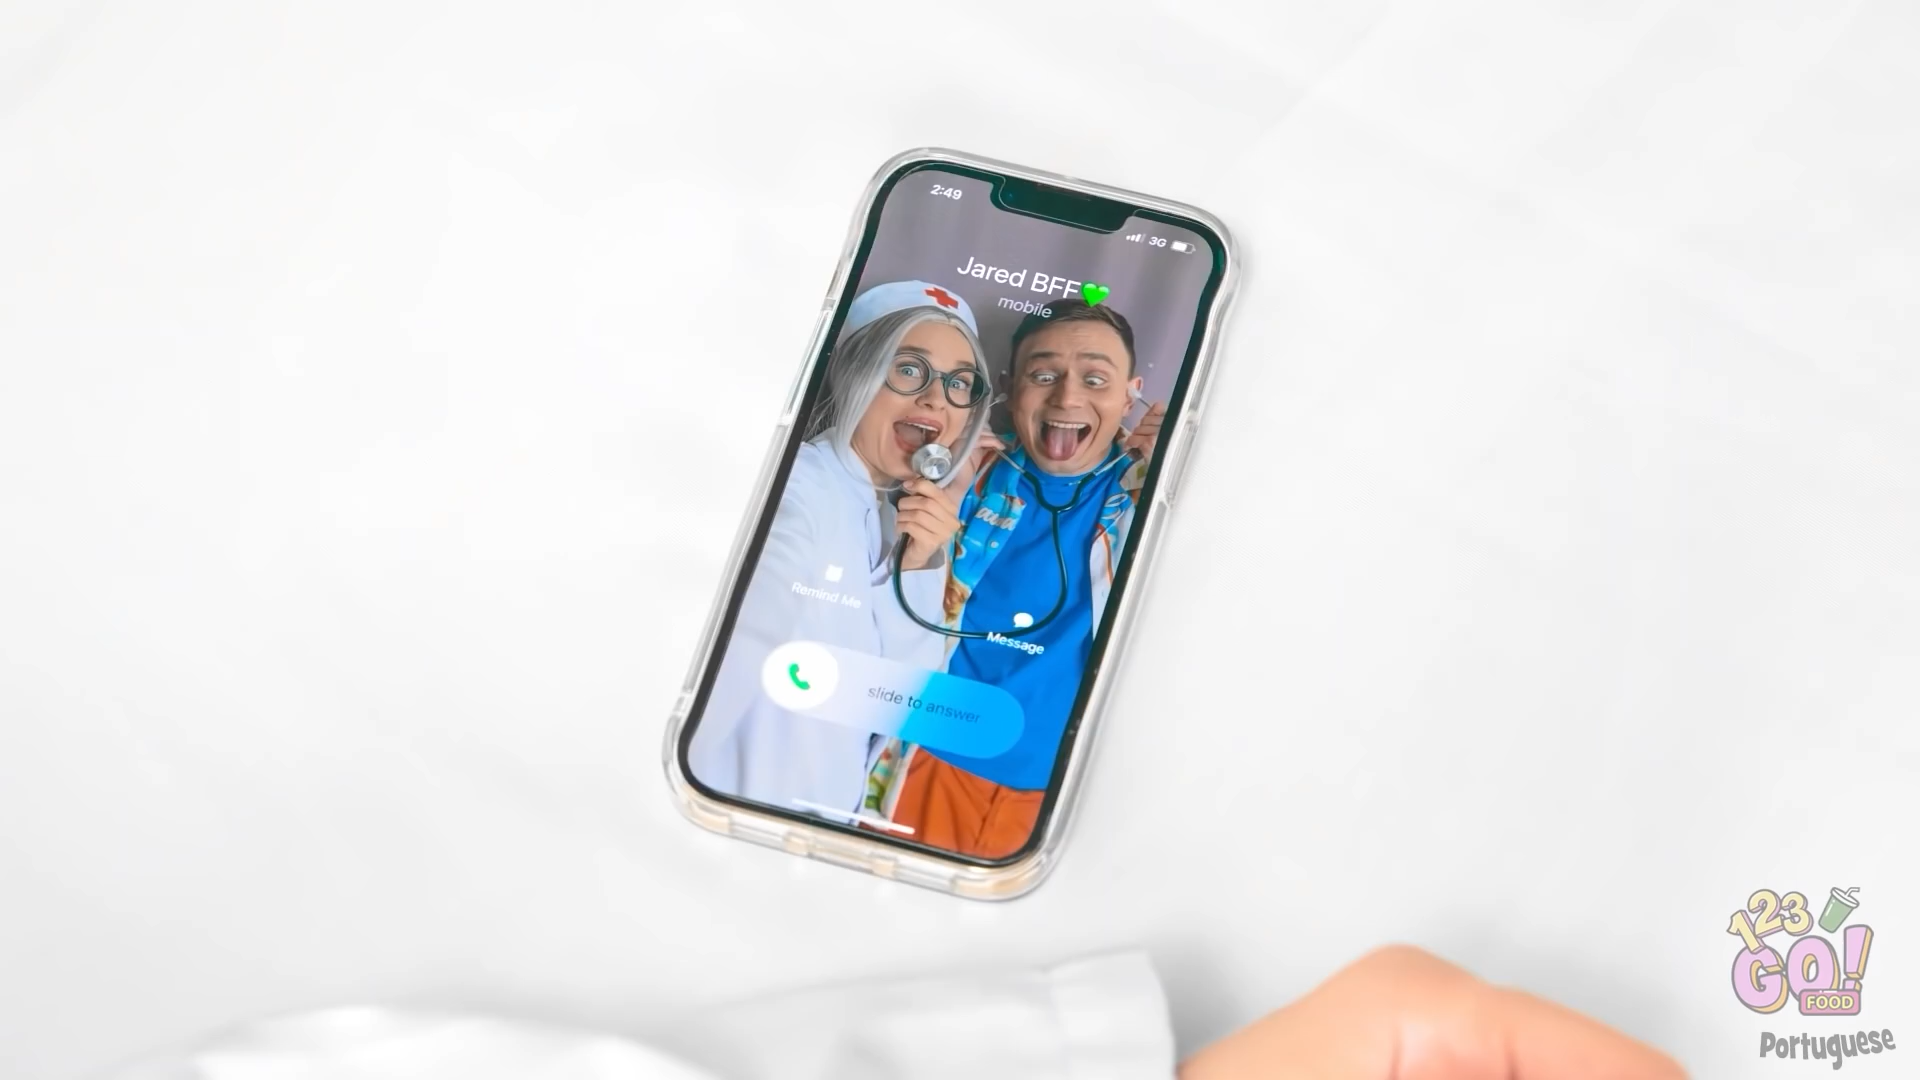 2:49
3G
Jared BFF💚
mobile
Remind Me
Message
slide to answer
123
GO!
FOOD
Portuguese